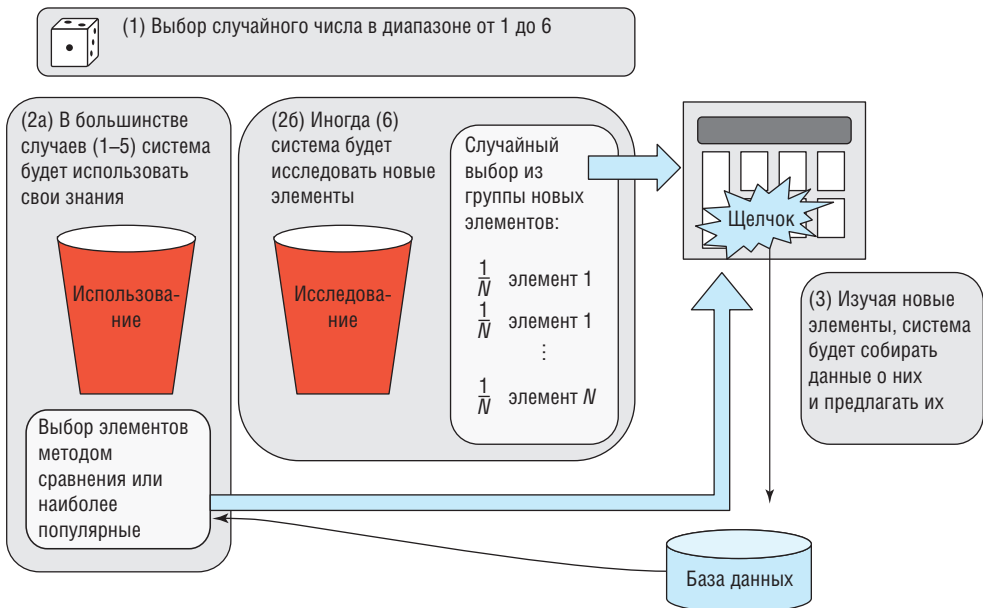 (1) Выбор случайного числа в диапазоне от 1 до 6
(2а) В большинстве
случаев (1–5) система
будет использовать
свои знания
Использова-
ние
Выбор элементов
методом
сравнения или
наиболее
популярные
(2б) Иногда (6)
система будет
исследовать новые
элементы
Исследова-
ние
Случайный
выбор из
группы новых
элементов:
1/N элемент 1
1/N элемент 1
⋮
1/N элемент N
Щелчок
(3) Изучая новые
элементы, система
будет собирать
данные о них
и предлагать их
База данных